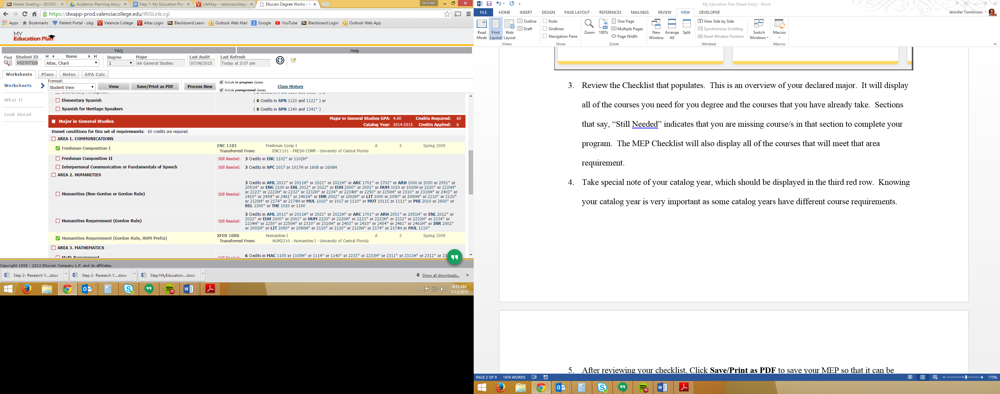 Needs Grading – 201530
Academic Planning Assign
Step 1: My Education Plan
LifeMap - valenciacollege.
Ellucian Degree Works - V
Jennifer
https://dwapp-prod.valenciacollege.edu/IRISLink.cgi
Apps Bookmarks Patient Portal - obg Valencia College Atlas Login Blackboard Learn Outlook Web Mail Google YouTube Blackboard Login Outlook Web App
MY
Education Plan
FAQ Help
Find Student ID Name Degree Major Last Audit Last Refresh
V02707326 Atlas, Charli 1 AA General Studies 07/08/2015 Today at 3:07 am
Worksheets Plans Notes GPA Calc
Worksheets
What If
Look Ahead
Format:
Student View View Save/Print as PDF Process New Class History
Include in-progress classes
Include preregistered classes
Elementary Spanish ( 8 Credits in SPN 1120 and 1121* ) or
Spanish for Heritage Speakers ( 8 Credits in SPN 1340 and 1341* )
Major in General Studies
Major in General Studies GPA: 4.00 Credits Required: 60
Catalog Year: 2014-2015 Credits Applied: 6
Unmet conditions for this set of requirements: 60 credits are required.
AREA 1. COMMUNICATIONS
Freshman Composition I ENC 1101 Freshman Comp I A 3 Spring 2009
Transferred From: ENC1101 - FRESH COMP - University of Central Florida
Freshman Composition II Still Needed: 3 Credits in ENC 1102* or 1102H*
Interpersonal Communication or Fundamentals of Speech Still Needed: 3 Credits in SPC 1017 or 1017H or 1608 or 1608H
AREA 2. HUMANITIES
Humanities (Non-Gordon or Gordon Rule) Still Needed:
3 Credits in AML 2011* or 2011H* or 2021* or 2021H* or ARC 1701* or 2702* or ARH 1000 or 2050 or 2051* or
2051H* or ENG 2100 or ENL 2012* or 2022* or EUH 2000* or 2001* or HUM 1020 or 1020H or 2220* or 2220H*
or 2223* or 2223H* or 2232* or 2232H* or 2234* or 2234H* or 2250* or 2250H* or 2310* or 2310H* or 2403* or
2410* or 2454* or 2461* or 2461H* or INR 2002* or 2002H* or LIT 1000 or 2090* or 2090H* or 2110* or 2120*
or 2120H* or 2174* or 2174H or MUL 1010* or 1017 or 1110* or MUT 1011C or 1111* or PHI 2010 or 2600* or
REL 2300* or THE 1020 or 1100
Humanities Requirement (Gordon Rule) Still Needed:
3 Credits in AML 2011* or 2011H* or 2021* or 2021H* or ARC 1701* or ARH 2051* or 2051H* or ENL 2012* or
2022* or EUH 2000* or 2001* or HUM 2220* or 2220H* or 2223* or 2223H* or 2232* or 2232H* or 2234* or
2234H* or 2250* or 2250H* or 2310* or 2310H* or 2403* or 2410* or 2454* or 2461* or 2461H* or INR 2002*
or 2002H* or LIT 2090* or 2090H* or 2110* or 2120* or 2120H* or 2174* or 2174H or MUL 1110*
Humanities Requirement (Gordon Rule, HUM Prefix) XFER 1000 Humanities I A 3 Spring 2009
Transferred From: HUM2210 - Humanities I - University of Central Florida
AREA 3. MATHEMATICS
Math Requirement Still Needed: 6 Credits in MAC 1105 or 1105H* or 1114* or 1140* or 2233* or 2233H* or 2311* or 2311H* or 2312* or
Copyright 1995 - 2013 Ellucian Company L.P. and its affiliates.
Step 2- Research Y....docx Step 2- Research Y....docx Step1MyEducation....docx Show all downloads...
15
8:35 AM
7/13/2015
My Education Plan [Read-Only] - Word
FILE HOME INSERT DESIGN PAGE LAYOUT REFERENCES MAILINGS REVIEW VIEW DEVELOPER Jennifer Tomlinson
Read Mode
Print Layout
Web Layout
Outline
Draft
Views
Ruler
Gridlines
Navigation Pane
Show
Zoom
100%
One Page
Multiple Pages
Page Width
Zoom
New Window
Arrange All
Split
View Side by Side
Synchronous Scrolling
Reset Window Position
Window
Switch Windows
Macros
Macros
3. Review the Checklist that populates. This is an overview of your declared major. It will display
all of the courses you need for you degree and the courses that you have already take. Sections
that say, “Still Needed” indicates that you are missing course/s in that section to complete your
program. The MEP Checklist will also display all of the courses that will meet that area
requirement.
4. Take special note of your catalog year, which should be displayed in the third red row. Knowing
your catalog year is very important as some catalog years have different course requirements.
5. After reviewing your checklist, Click Save/Print as PDF to save your MEP so that it can be
PAGE 2 OF 9 1476 WORDS 175%
15